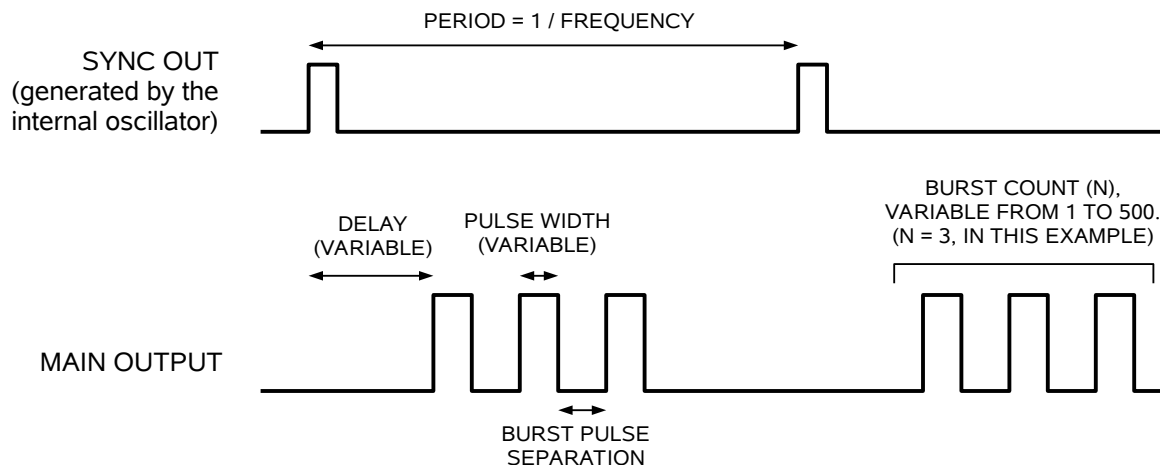 PERIOD = 1 / FREQUENCY
SYNC OUT
(generated by the
internal oscillator)
BURST COUNT (N),
VARIABLE FROM 1 TO 500.
(N = 3, IN THIS EXAMPLE)
DELAY
(VARIABLE)
PULSE WIDTH
(VARIABLE)
MAIN OUTPUT
BURST PULSE
SEPARATION